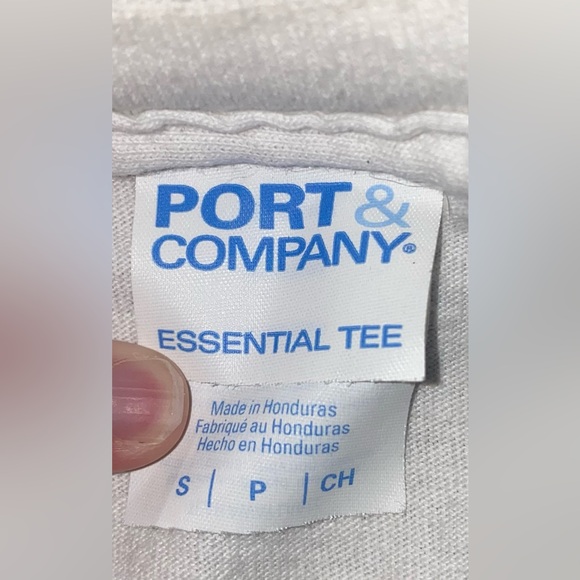 PORT &
COMPANY®
ESSENTIAL TEE
Made in Honduras
Fabriqué au Honduras
Hecho en Honduras
S | P | CH